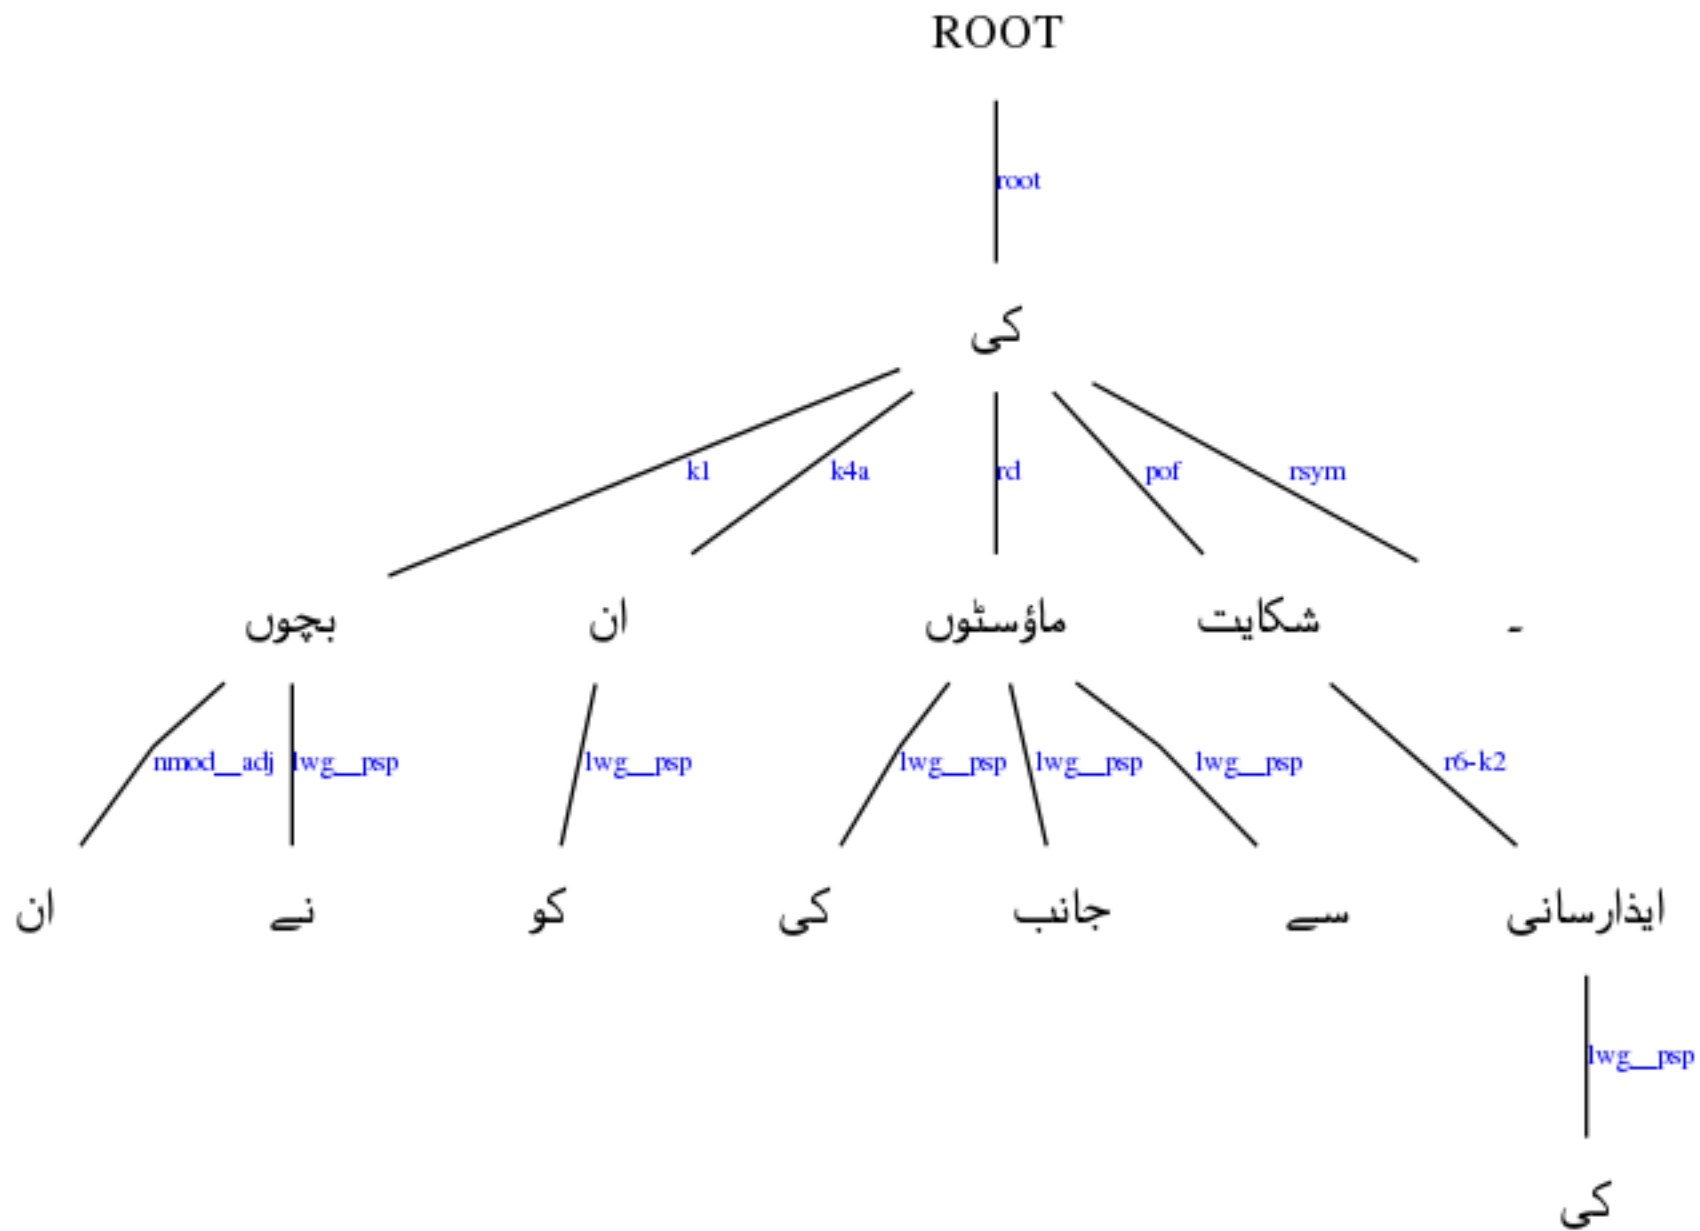 ROOT
root
کی
k1 k4a rd pof rsym
بچوں ان ماؤسٹوں شکایت ۔
nmod__adj lwg__psp lwg__psp lwg__psp lwg__psp lwg__psp r6-k2
ان نے کو کی جانب سے ایذارسانی
lwg__psp
کی